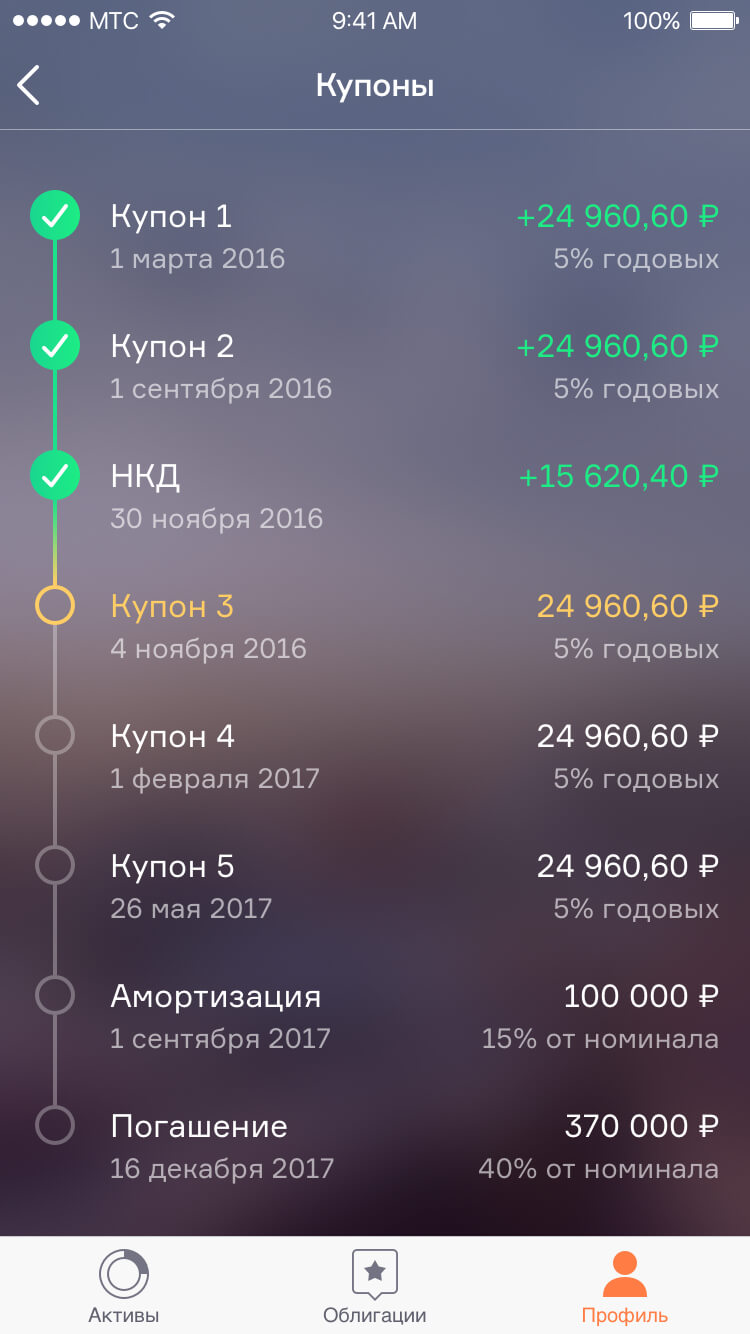 МТС 9:41 AM 100%
Купоны
Купон 1 +24 960,60 ₽
1 марта 2016 5% годовых
Купон 2 +24 960,60 ₽
1 сентября 2016 5% годовых
НКД +15 620,40 ₽
30 ноября 2016
Купон 3 24 960,60 ₽
4 ноября 2016 5% годовых
Купон 4 24 960,60 ₽
1 февраля 2017 5% годовых
Купон 5 24 960,60 ₽
26 мая 2017 5% годовых
Амортизация 100 000 ₽
1 сентября 2017 15% от номинала
Погашение 370 000 ₽
16 декабря 2017 40% от номинала
Активы Облигации Профиль